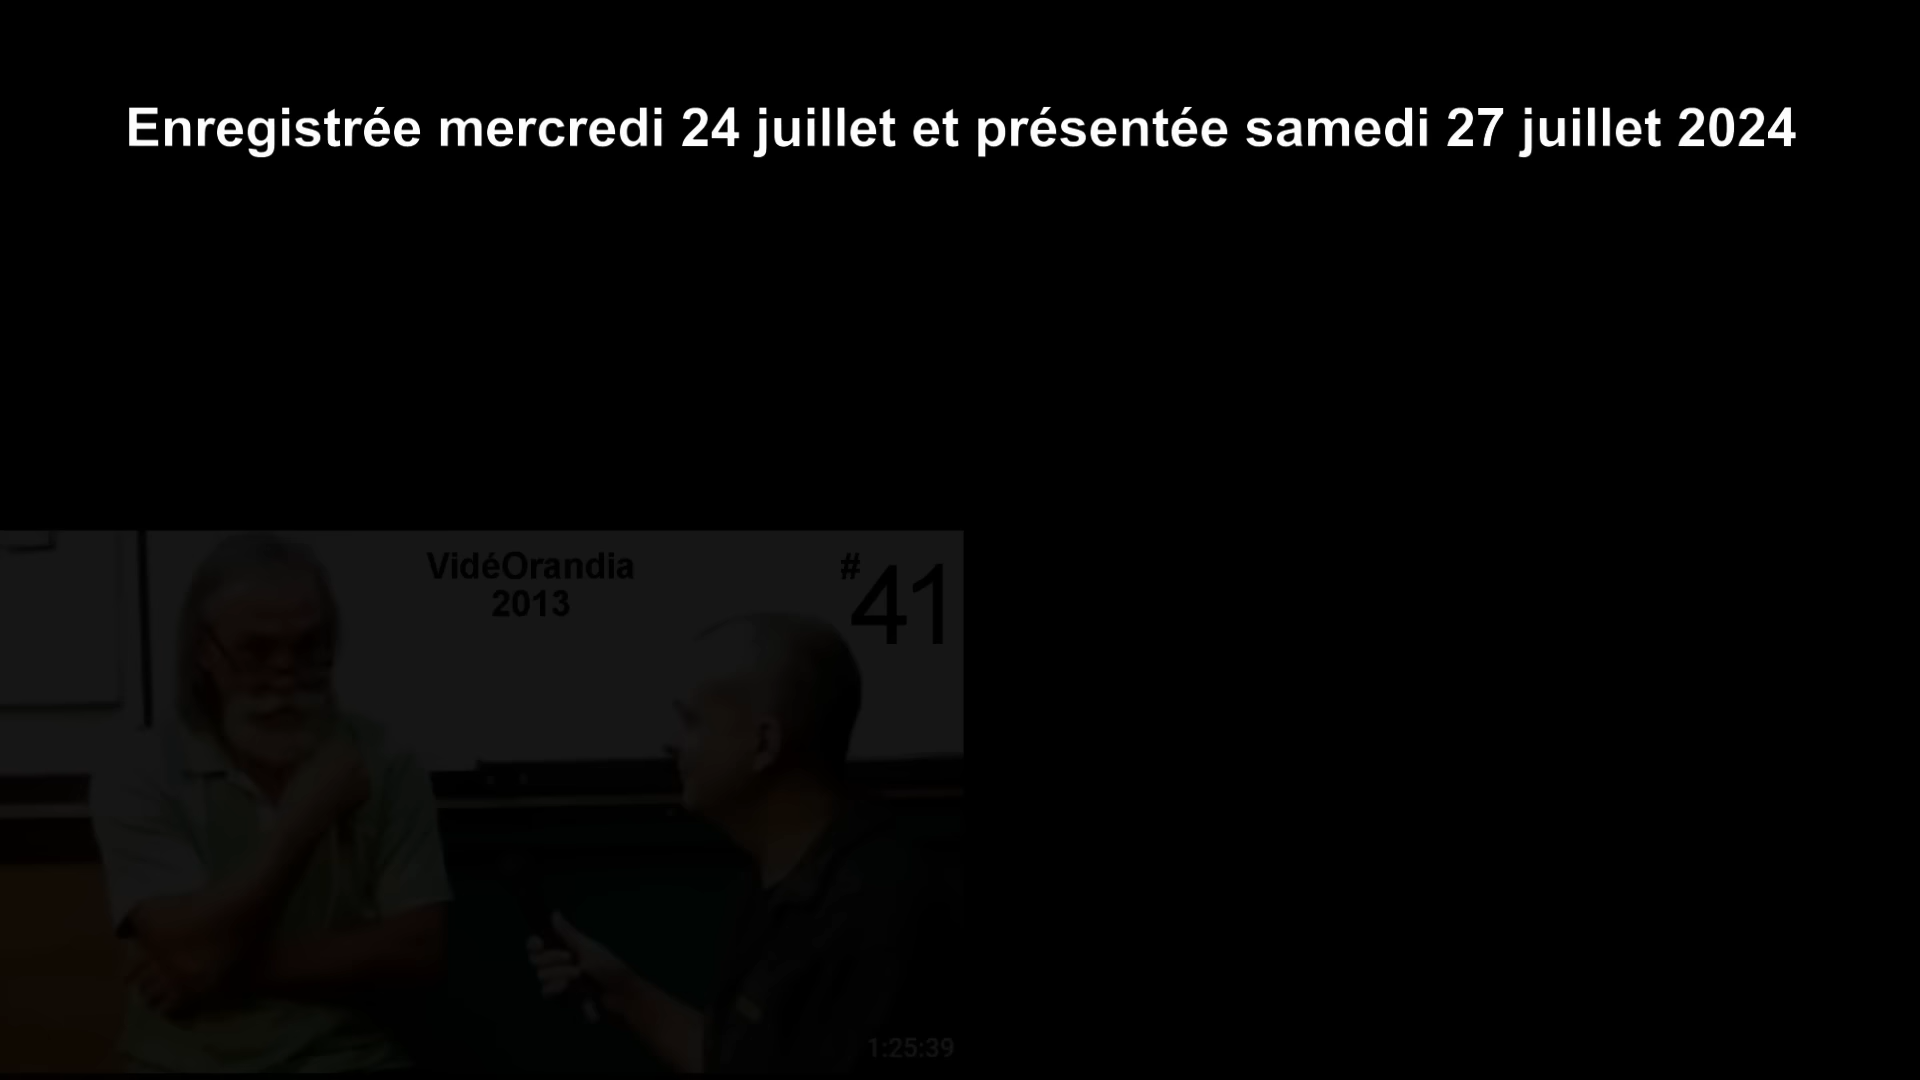 Enregistrée mercredi 24 juillet et présentée samedi 27 juillet 2024
VidéOrandia
2013
#41
1:25:39